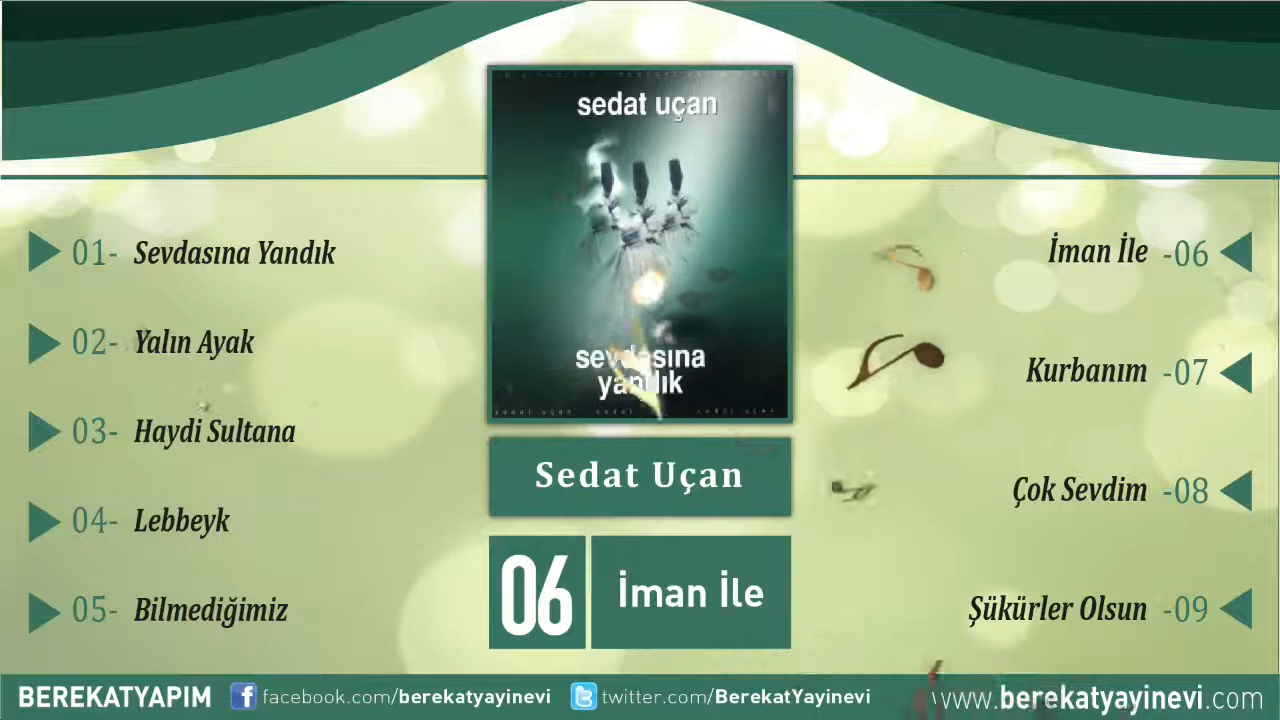 sedat uçan
sevdasına
yandık
01- Sevdasına Yandık
02- Yalın Ayak
03- Haydi Sultana
04- Lebbeyk
05- Bilmediğimiz
Sedat Uçan
06 İman İle
İman İle -06
Kurbanım -07
Çok Sevdim -08
Şükürler Olsun -09
BEREKATYAPIM facebook.com/berekatyayinevi twitter.com/BerekatYayinevi www.berekatyayinevi.com